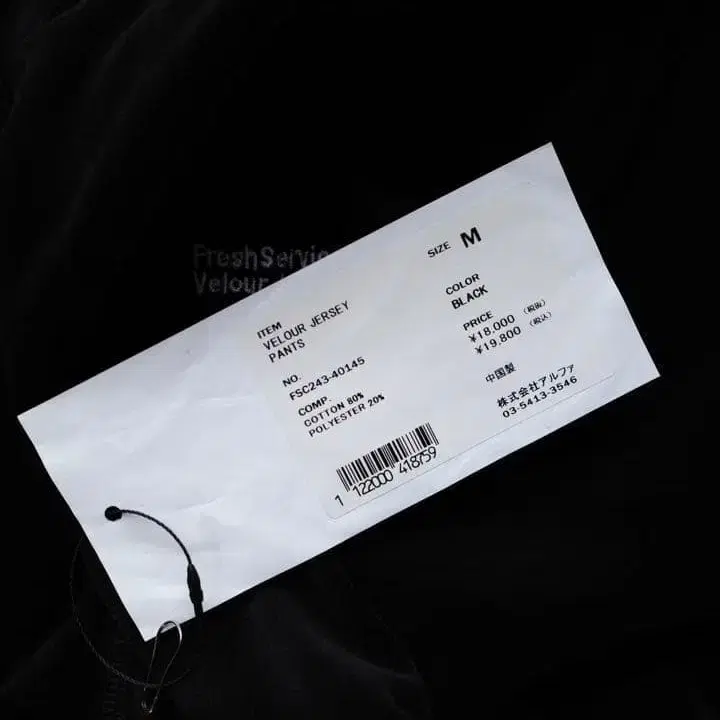 FreshService
Velour
ITEM
VELOUR JERSEY
PANTS
NO.
FSC243-40145
COMP.
COTTON 80%
POLYESTER 20%
1 122000 418759
SIZE M
COLOR
BLACK
PRICE
¥18,000 (税抜)
¥19,800 (税込)
中国製
株式会社アルファ
03-5413-3546